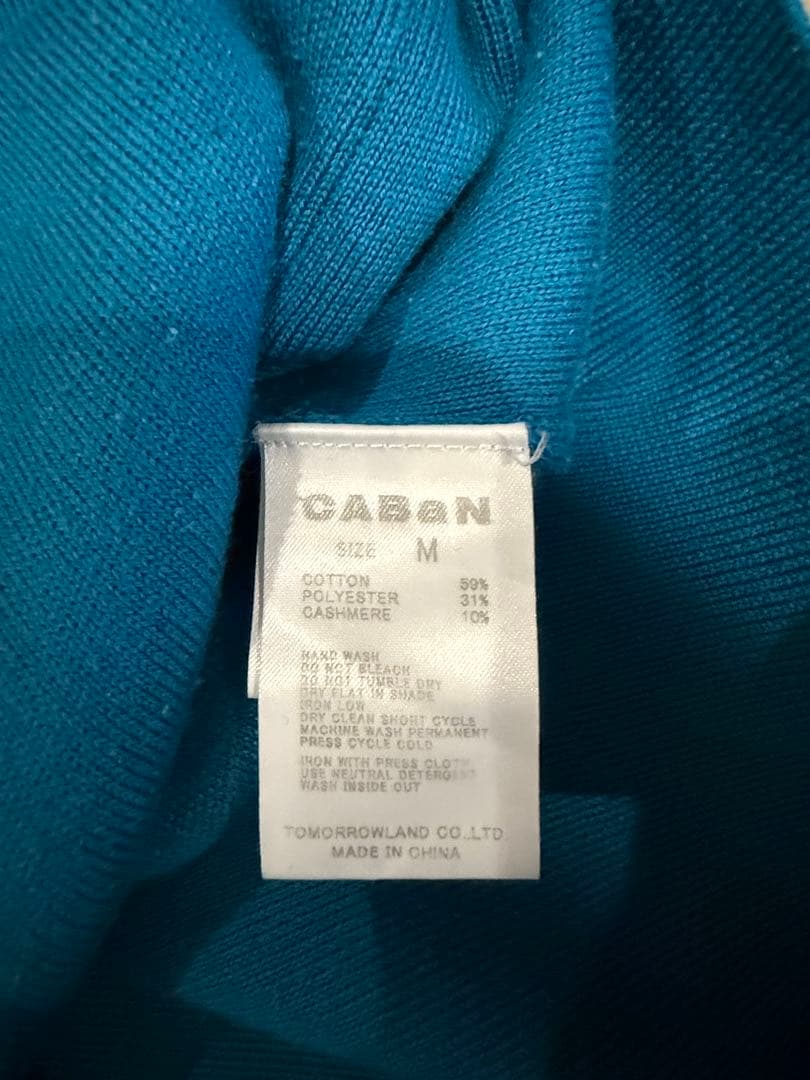 CABaN
SIZE M
COTTON 59%
POLYESTER 31%
CASHMERE 10%
HAND WASH
DO NOT BLEACH
DO NOT TUMBLE DRY
DRY FLAT IN SHADE
IRON LOW
DRY CLEAN SHORT CYCLE
MACHINE WASH PERMANENT
PRESS CYCLE COLD
IRON WITH PRESS CLOTH
USE NEUTRAL DETERGENT
WASH INSIDE OUT
TOMORROWLAND CO.,LTD
MADE IN CHINA